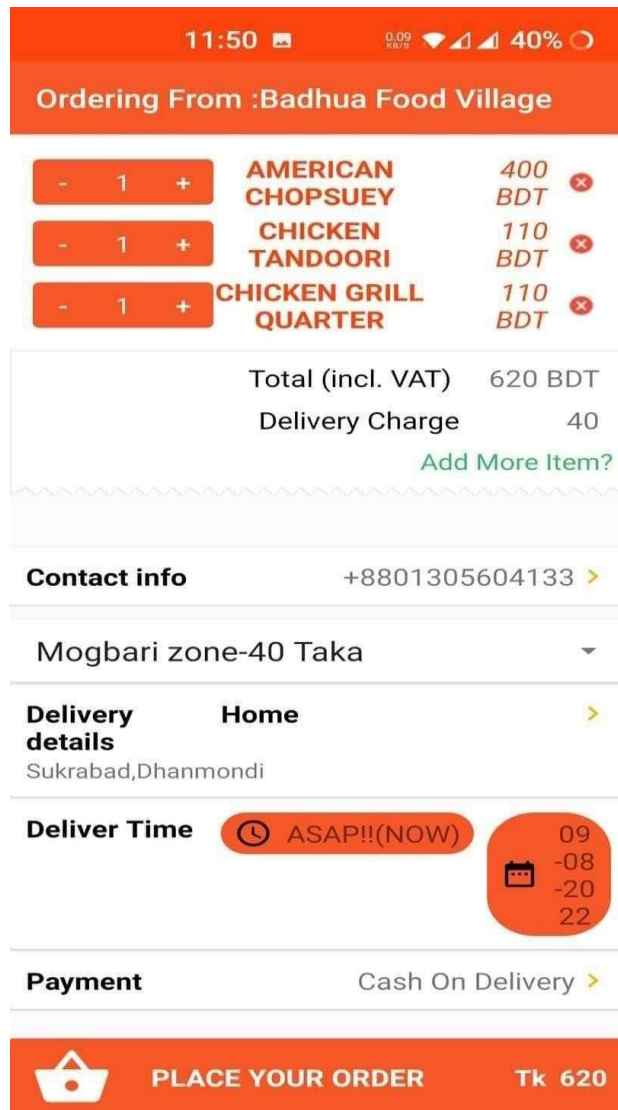 11:50 0.09 KB/S 40%
Ordering From :Badhua Food Village
- 1 + AMERICAN CHOPSUEY 400 BDT
- 1 + CHICKEN TANDOORI 110 BDT
- 1 + CHICKEN GRILL QUARTER 110 BDT
Total (incl. VAT) 620 BDT
Delivery Charge 40
Add More Item?
Contact info +8801305604133 >
Mogbari zone-40 Taka
Delivery details Home >
Sukrabad,Dhanmondi
Deliver Time ASAP!!(NOW) 09-08-2022
Payment Cash On Delivery >
PLACE YOUR ORDER Tk 620